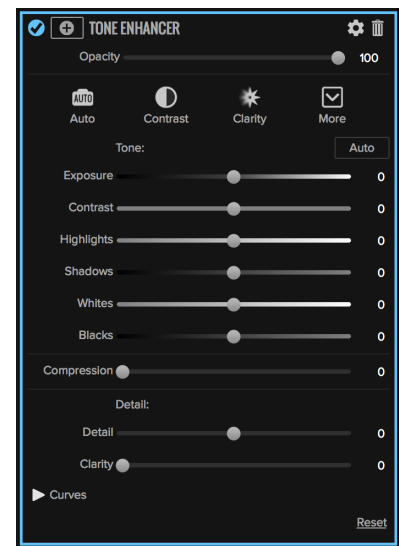 TONE ENHANCER
Opacity 100
AUTO
Auto Contrast Clarity More
Tone: Auto
Exposure 0
Contrast 0
Highlights 0
Shadows 0
Whites 0
Blacks 0
Compression 0
Detail:
Detail 0
Clarity 0
Curves
Reset